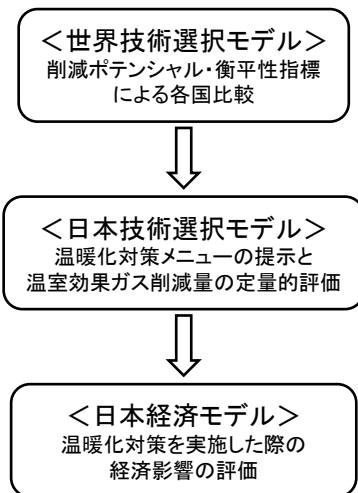 ＜世界技術選択モデル＞
削減ポテンシャル・衡平性指標
による各国比較
＜日本技術選択モデル＞
温暖化対策メニューの提示と
温室効果ガス削減量の定量的評価
＜日本経済モデル＞
温暖化対策を実施した際の
経済影響の評価